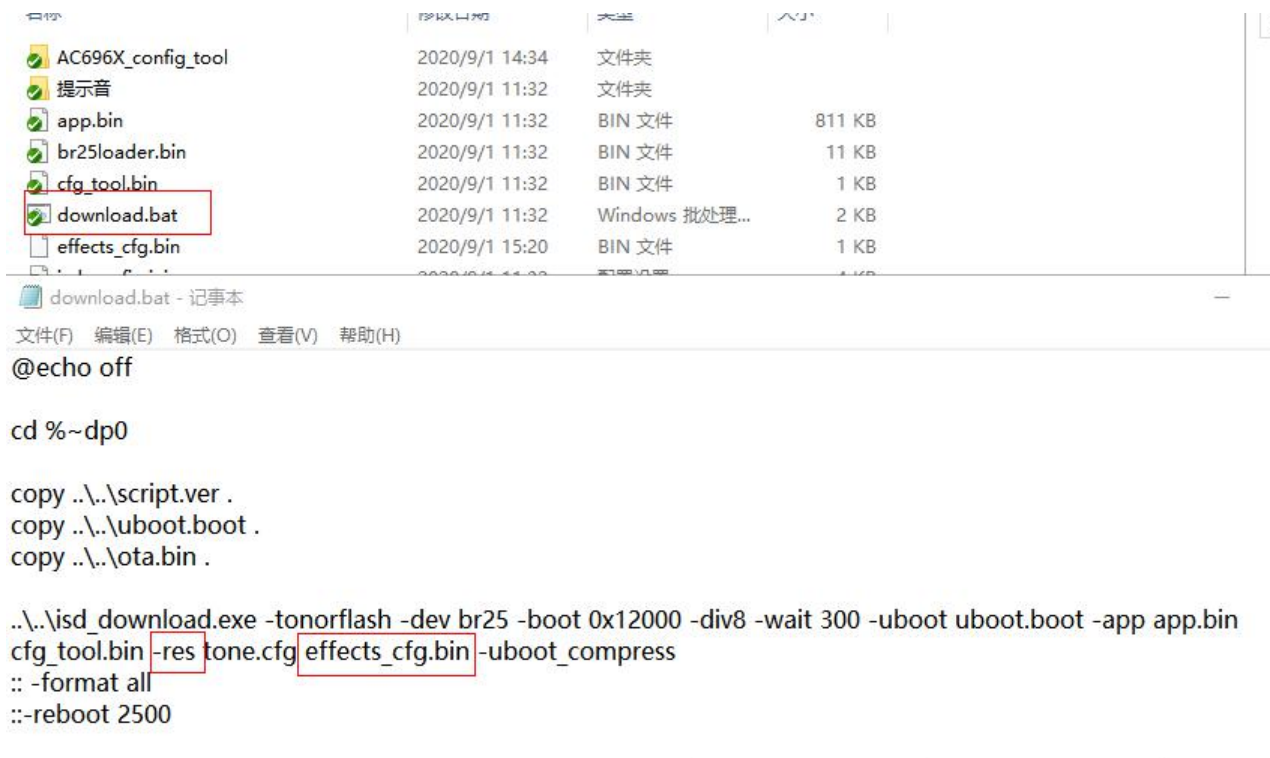 AC696X_config_tool 2020/9/1 14:34 文件夹
提示音 2020/9/1 11:32 文件夹
app.bin 2020/9/1 11:32 BIN 文件 811 KB
br25loader.bin 2020/9/1 11:32 BIN 文件 11 KB
cfg_tool.bin 2020/9/1 11:32 BIN 文件 1 KB
download.bat 2020/9/1 11:32 Windows 批处理... 2 KB
effects_cfg.bin 2020/9/1 15:20 BIN 文件 1 KB
download.bat - 记事本
文件(F) 编辑(E) 格式(O) 查看(V) 帮助(H)
@echo off
cd %~dp0
copy ..\..\script.ver .
copy ..\..\uboot.boot .
copy ..\..\ota.bin .
..\..\isd_download.exe -tonorflash -dev br25 -boot 0x12000 -div8 -wait 300 -uboot uboot.boot -app app.bin
cfg_tool.bin -res tone.cfg effects_cfg.bin -uboot_compress
:: -format all
::-reboot 2500